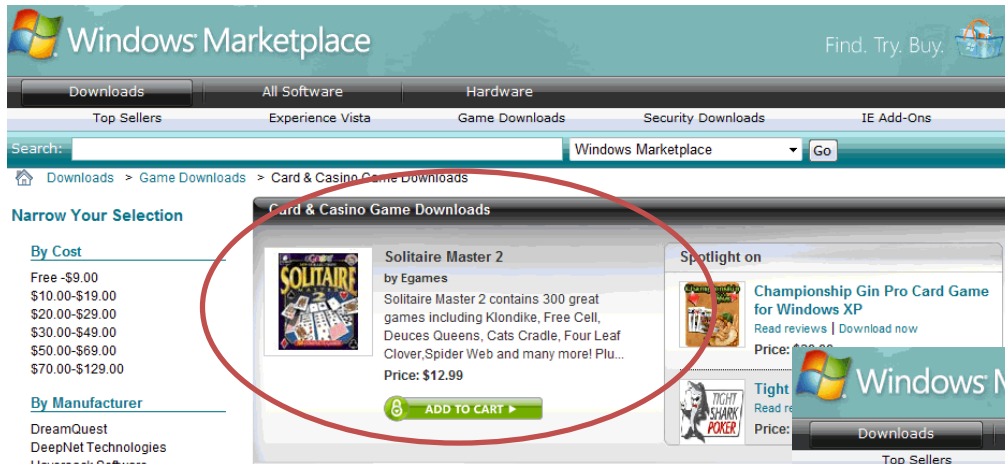 Windows Marketplace
Find. Try. Buy.
Downloads All Software Hardware
Top Sellers Experience Vista Game Downloads Security Downloads IE Add-Ons
Search: Windows Marketplace Go
Downloads > Game Downloads > Card & Casino Game Downloads
Narrow Your Selection
By Cost
Free -$9.00
$10.00-$19.00
$20.00-$29.00
$30.00-$49.00
$50.00-$69.00
$70.00-$129.00
By Manufacturer
DreamQuest
DeepNet Technologies
Card & Casino Game Downloads
SOLITAIRE
2
Solitaire Master 2
by Egames
Solitaire Master 2 contains 300 great
games including Klondike, Free Cell,
Deuces Queens, Cats Cradle, Four Leaf
Clover,Spider Web and many more! Plu...
Price: $12.99
ADD TO CART
Spotlight on
Championship Gin Pro Card Game
for Windows XP
Read reviews | Download now
Price:
TIGHT
SHARK
POKER
Tight
Read re
Price:
Windows M
Downloads
Top Sellers